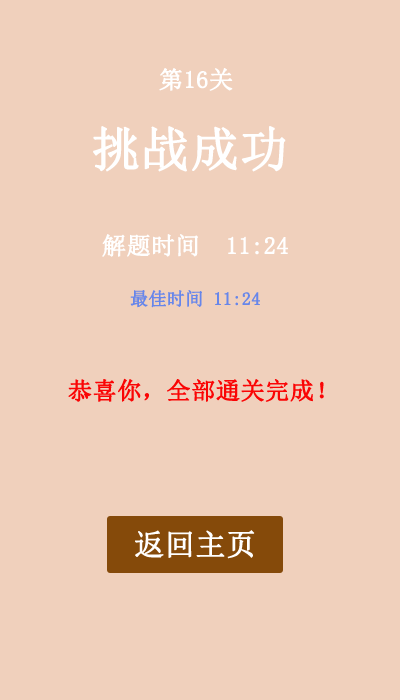 第16关
挑战成功
解题时间 11:24
最佳时间 11:24
恭喜你，全部通关完成！
返回主页